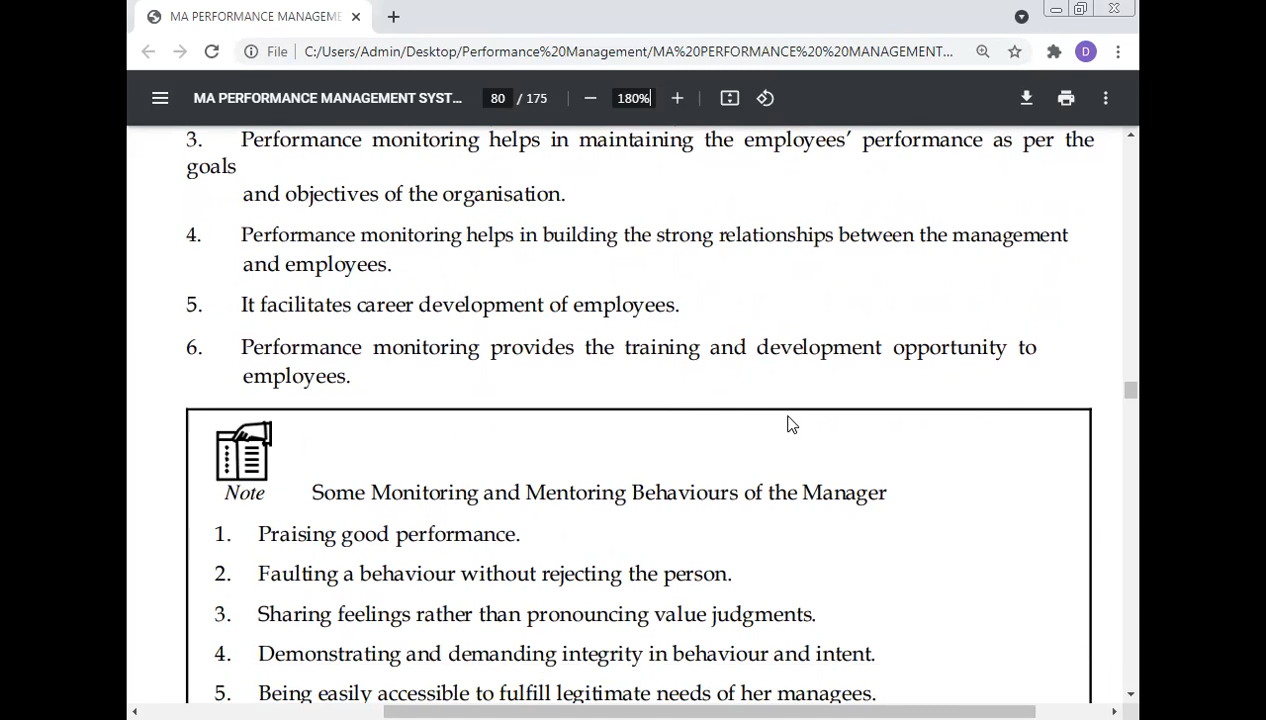 MA PERFORMANCE MANAGEME
File C:/Users/Admin/Desktop/Performance%20Management/MA%20PERFORMANCE%20%20MANAGEMENT... D
MA PERFORMANCE MANAGEMENT SYST... 80 / 175 180%
3. Performance monitoring helps in maintaining the employees’ performance as per the
goals
and objectives of the organisation.
4. Performance monitoring helps in building the strong relationships between the management
and employees.
5. It facilitates career development of employees.
6. Performance monitoring provides the training and development opportunity to
employees.
Note Some Monitoring and Mentoring Behaviours of the Manager
1. Praising good performance.
2. Faulting a behaviour without rejecting the person.
3. Sharing feelings rather than pronouncing value judgments.
4. Demonstrating and demanding integrity in behaviour and intent.
5. Being easily accessible to fulfill legitimate needs of her managees.